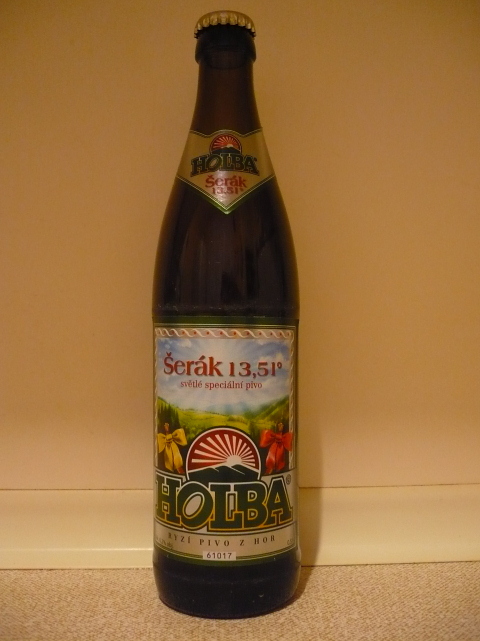 HOLBA
Šerák
13,51°
Šerák 13,51°
světlé speciální pivo
HOLBA
RYZÍ PIVO Z HOR
61017